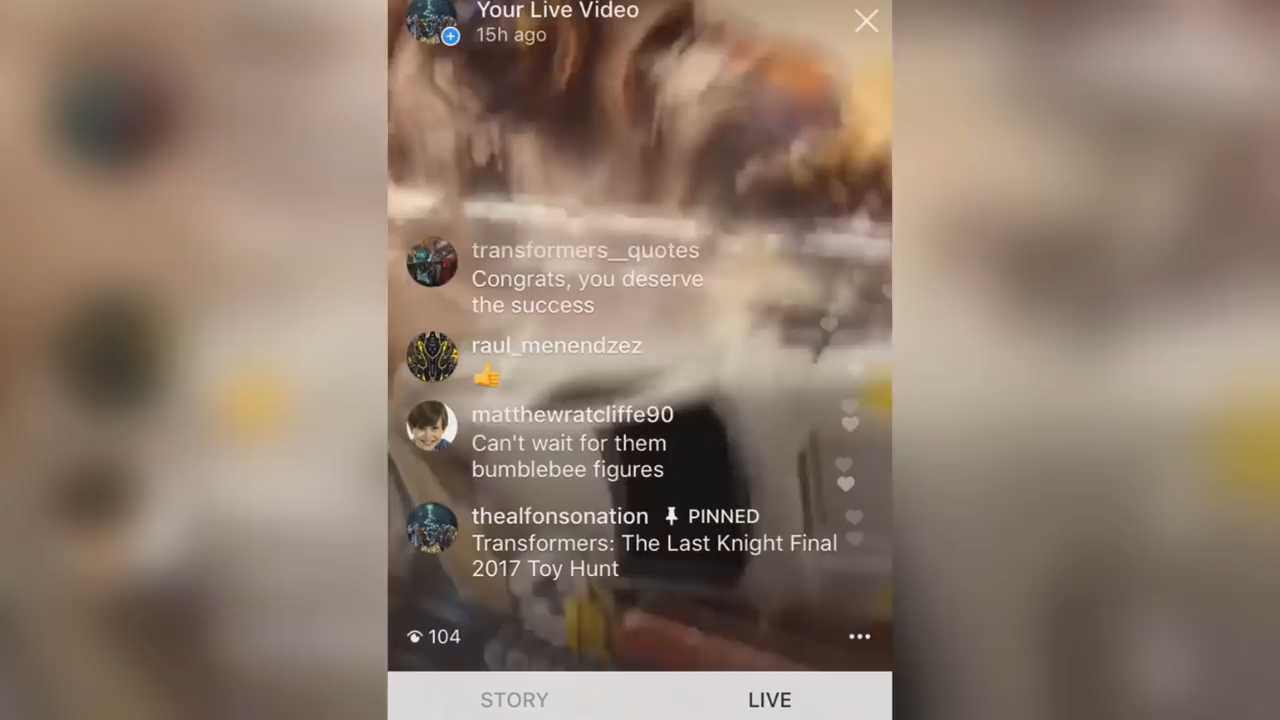 Your Live Video
15h ago
transformers__quotes
Congrats, you deserve
the success
raul_menendzez
👍
matthewratcliffe90
Can't wait for them
bumblebee figures
thealfonsonation PINNED
Transformers: The Last Knight Final
2017 Toy Hunt
104
STORY LIVE